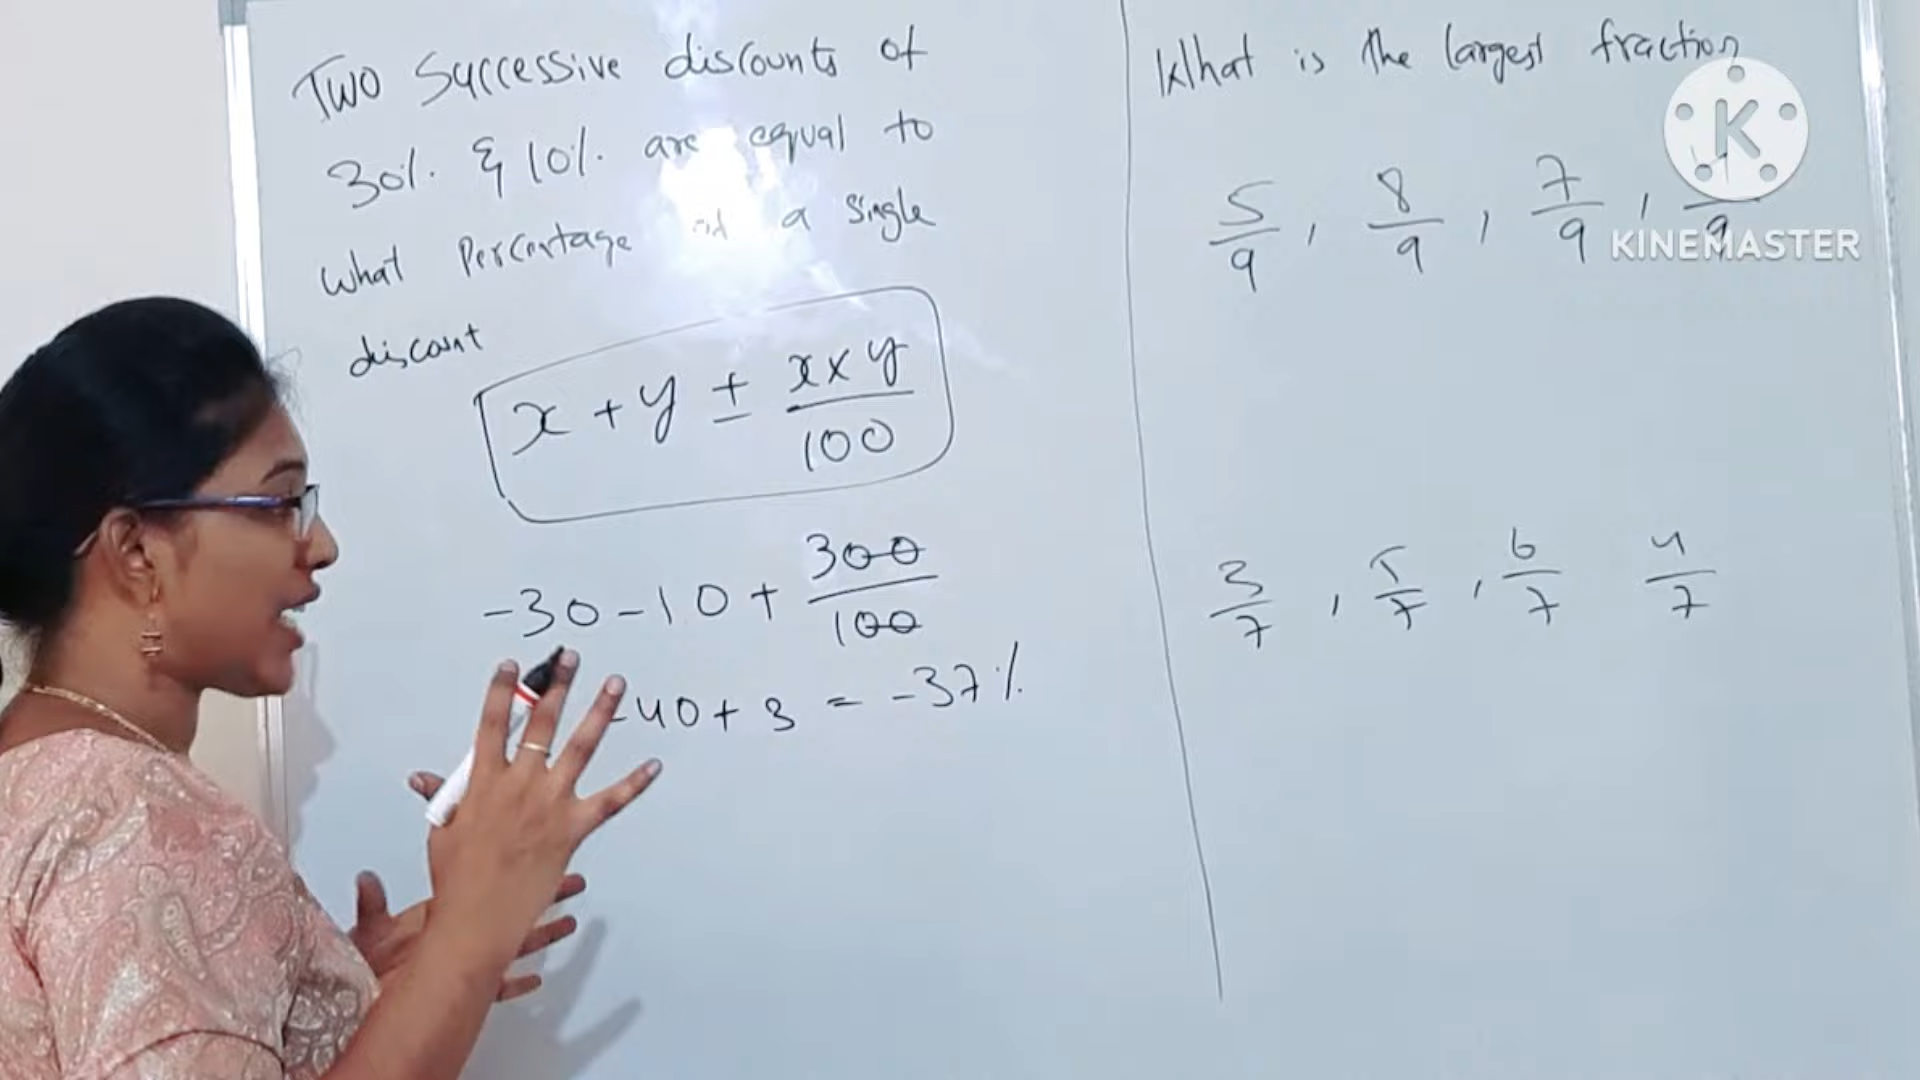 Two Successive discounts of
30% & 10% are equal to
what Percentage a single
discount
x + y ± x×y/100
-30-10+300/100
-40+3 = -37%
What is the largest fraction
5/9, 8/9, 7/9, /9
3/7, 5/7, 6/7 4/7
K
KINEMASTER